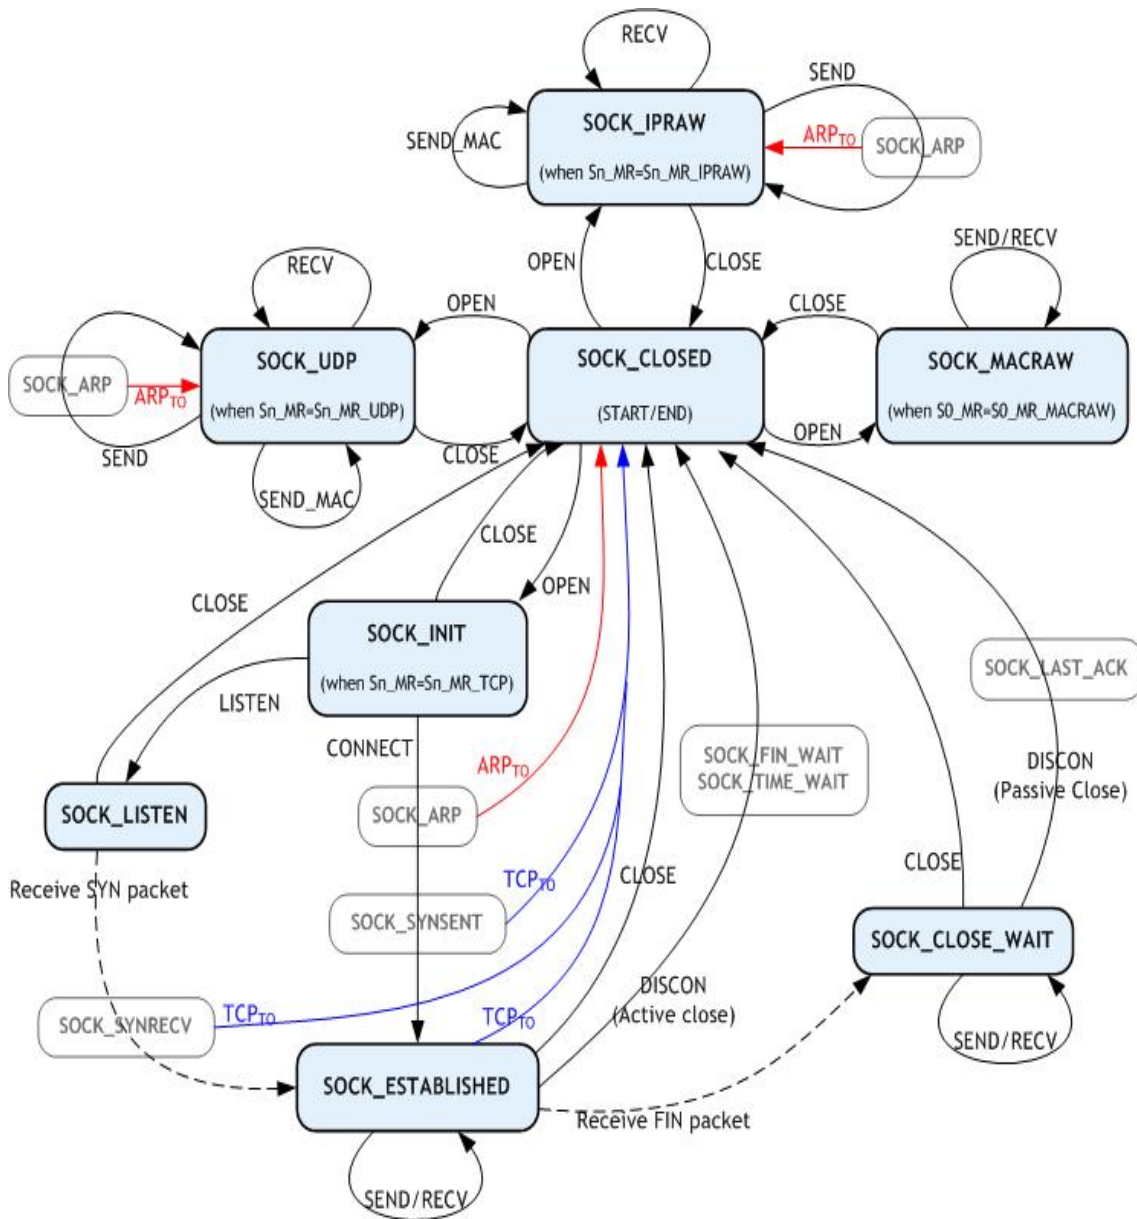 RECV
SEND
SOCK_IPRAW
SEND_MAC
ARPTO
SOCK_ARP
(when Sn_MR=Sn_MR_IPRAW)
SEND/RECV
OPEN
CLOSE
RECV
OPEN
CLOSE
SOCK_UDP
SOCK_CLOSED
SOCK_MACRAW
SOCK_ARP
ARPTO
(when Sn_MR=Sn_MR_UDP)
(START/END)
(when S0_MR=S0_MR_MACRAW)
OPEN
SEND
CLOSE
SEND_MAC
CLOSE
OPEN
CLOSE
SOCK_INIT
(when Sn_MR=Sn_MR_TCP)
SOCK_LAST_ACK
LISTEN
CONNECT
ARPTO
SOCK_FIN_WAIT
SOCK_TIME_WAIT
DISCON
(Passive Close)
SOCK_LISTEN
SOCK_ARP
CLOSE
CLOSE
Receive SYN packet
TCPTO
SOCK_SYNSENT
SOCK_CLOSE_WAIT
DISCON
(Active close)
SOCK_SYNRECV
TCPTO
TCPTO
SEND/RECV
SOCK_ESTABLISHED
Receive FIN packet
SEND/RECV